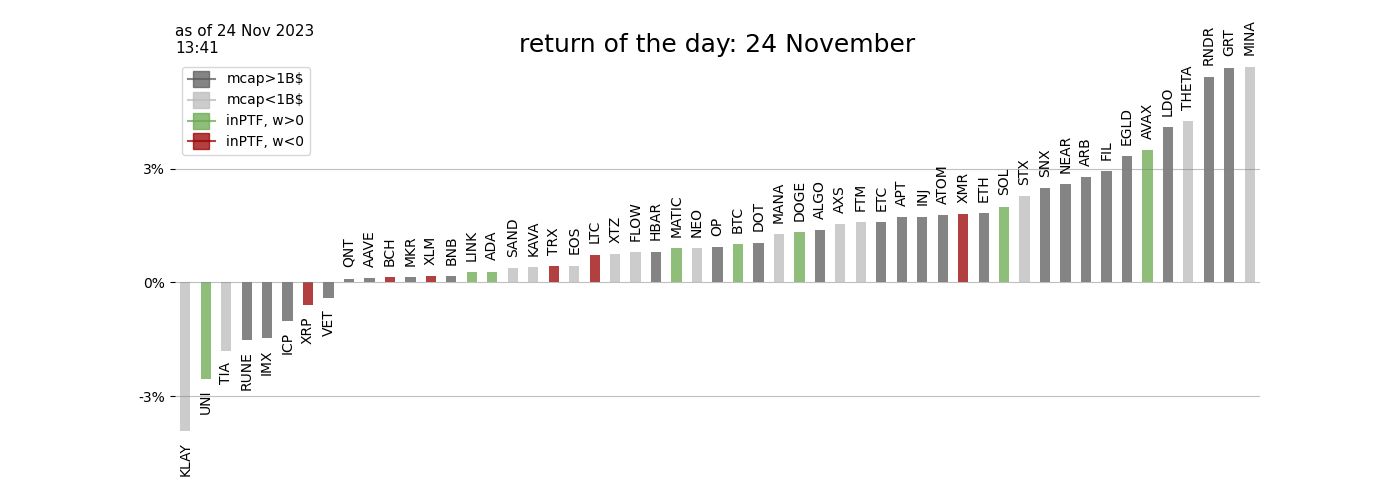 as of 24 Nov 2023
13:41
return of the day: 24 November
mcap>1B$
mcap<1B$
inPTF, w>0
inPTF, w<0
3%
0%
-3%
KLAY
UNI
TIA
RUNE
IMX
ICP
XRP
VET
QNT
AAVE
BCH
MKR
XLM
BNB
LINK
ADA
SAND
KAVA
TRX
EOS
LTC
XTZ
FLOW
HBAR
MATIC
NEO
OP
BTC
DOT
MANA
DOGE
ALGO
AXS
FTM
ETC
APT
INJ
ATOM
XMR
ETH
SOL
STX
SNX
NEAR
ARB
FIL
EGLD
AVAX
LDO
THETA
RNDR
GRT
MINA